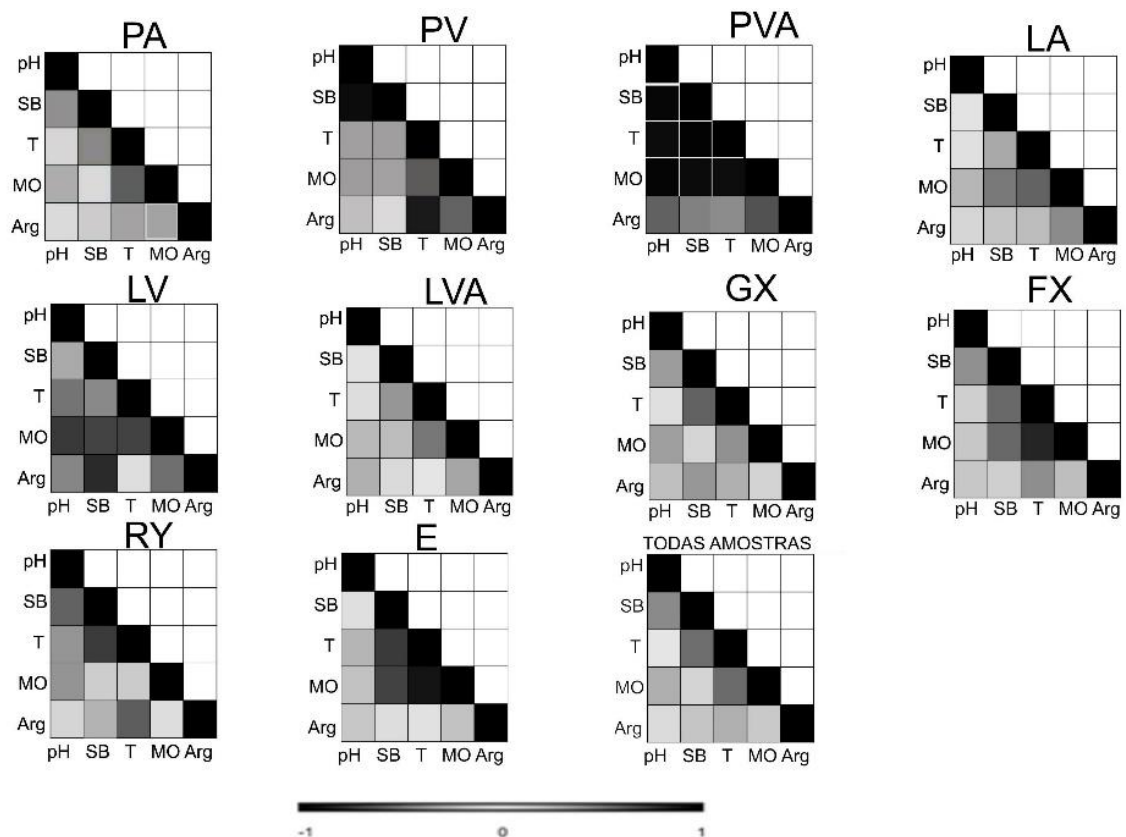 PA PV PVA LA
pH pH pH pH
SB SB SB SB
T T T T
MO MO MO MO
Arg Arg Arg Arg
pH SB T MO Arg pH SB T MO Arg pH SB T MO Arg pH SB T MO Arg
LV LVA GX FX
pH pH pH pH
SB SB SB SB
T T T T
MO MO MO MO
Arg Arg Arg Arg
pH SB T MO Arg pH SB T MO Arg pH SB T MO Arg pH SB T MO Arg
RY E TODAS AMOSTRAS
pH pH pH
SB SB SB
T T T
MO MO MO
Arg Arg Arg
pH SB T MO Arg pH SB T MO Arg pH SB T MO Arg
-1 0 1